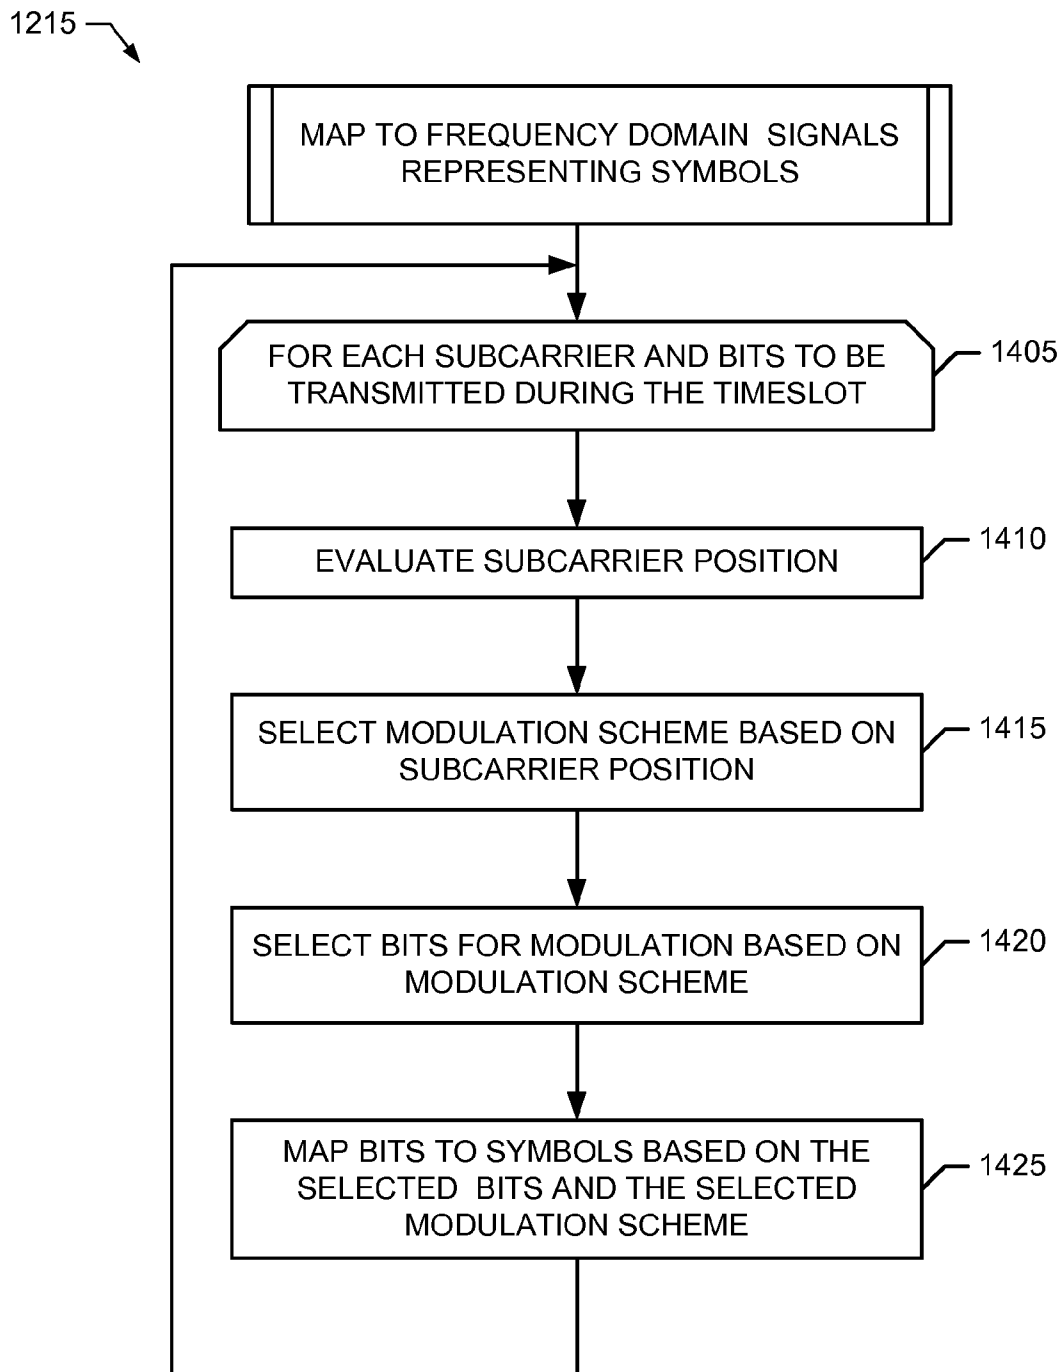 1215
MAP TO FREQUENCY DOMAIN SIGNALS
REPRESENTING SYMBOLS
FOR EACH SUBCARRIER AND BITS TO BE
TRANSMITTED DURING THE TIMESLOT
1405
EVALUATE SUBCARRIER POSITION
1410
SELECT MODULATION SCHEME BASED ON
SUBCARRIER POSITION
1415
SELECT BITS FOR MODULATION BASED ON
MODULATION SCHEME
1420
MAP BITS TO SYMBOLS BASED ON THE
SELECTED BITS AND THE SELECTED
MODULATION SCHEME
1425